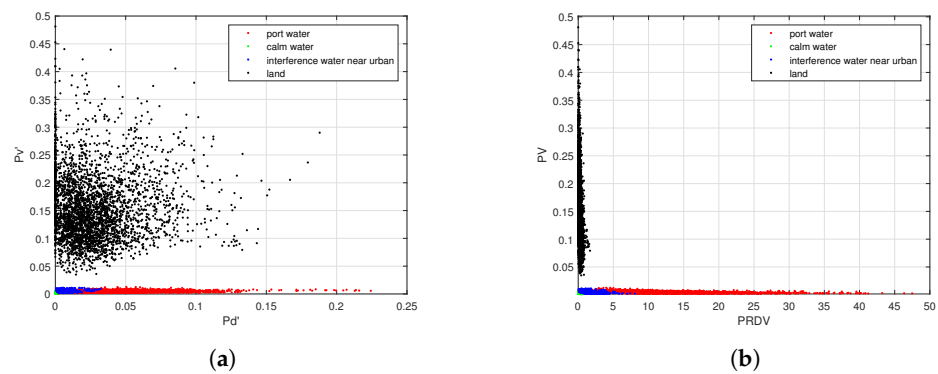 0.5
0.45
0.4
0.35
0.3
0.25
0.2
0.15
0.1
0.05
0
Pv'
port water
calm water
interference water near urban
land
0 0.05 0.1 0.15 0.2 0.25
Pd'
(a)
0.5
0.45
0.4
0.35
0.3
0.25
0.2
0.15
0.1
0.05
0
PV
port water
calm water
interference water near urban
land
0 5 10 15 20 25 30 35 40 45 50
PRDV
(b)